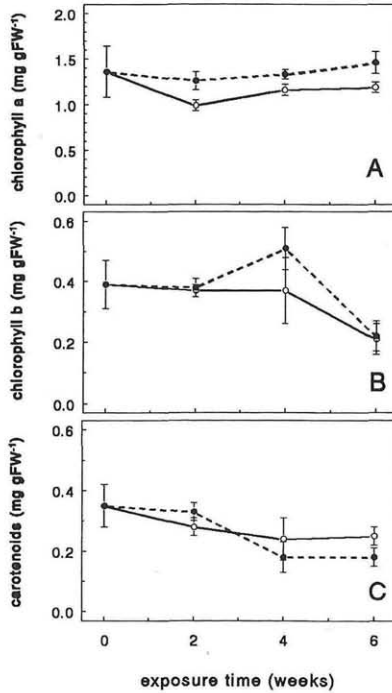 chlorophyll a (mg gFW⁻¹)
2.0
1.5
1.0
0.5
0.0
A
chlorophyll b (mg gFW⁻¹)
0.6
0.4
0.2
0.0
B
carotenoids (mg gFW⁻¹)
0.6
0.4
0.2
0.0
C
0 2 4 6
exposure time (weeks)